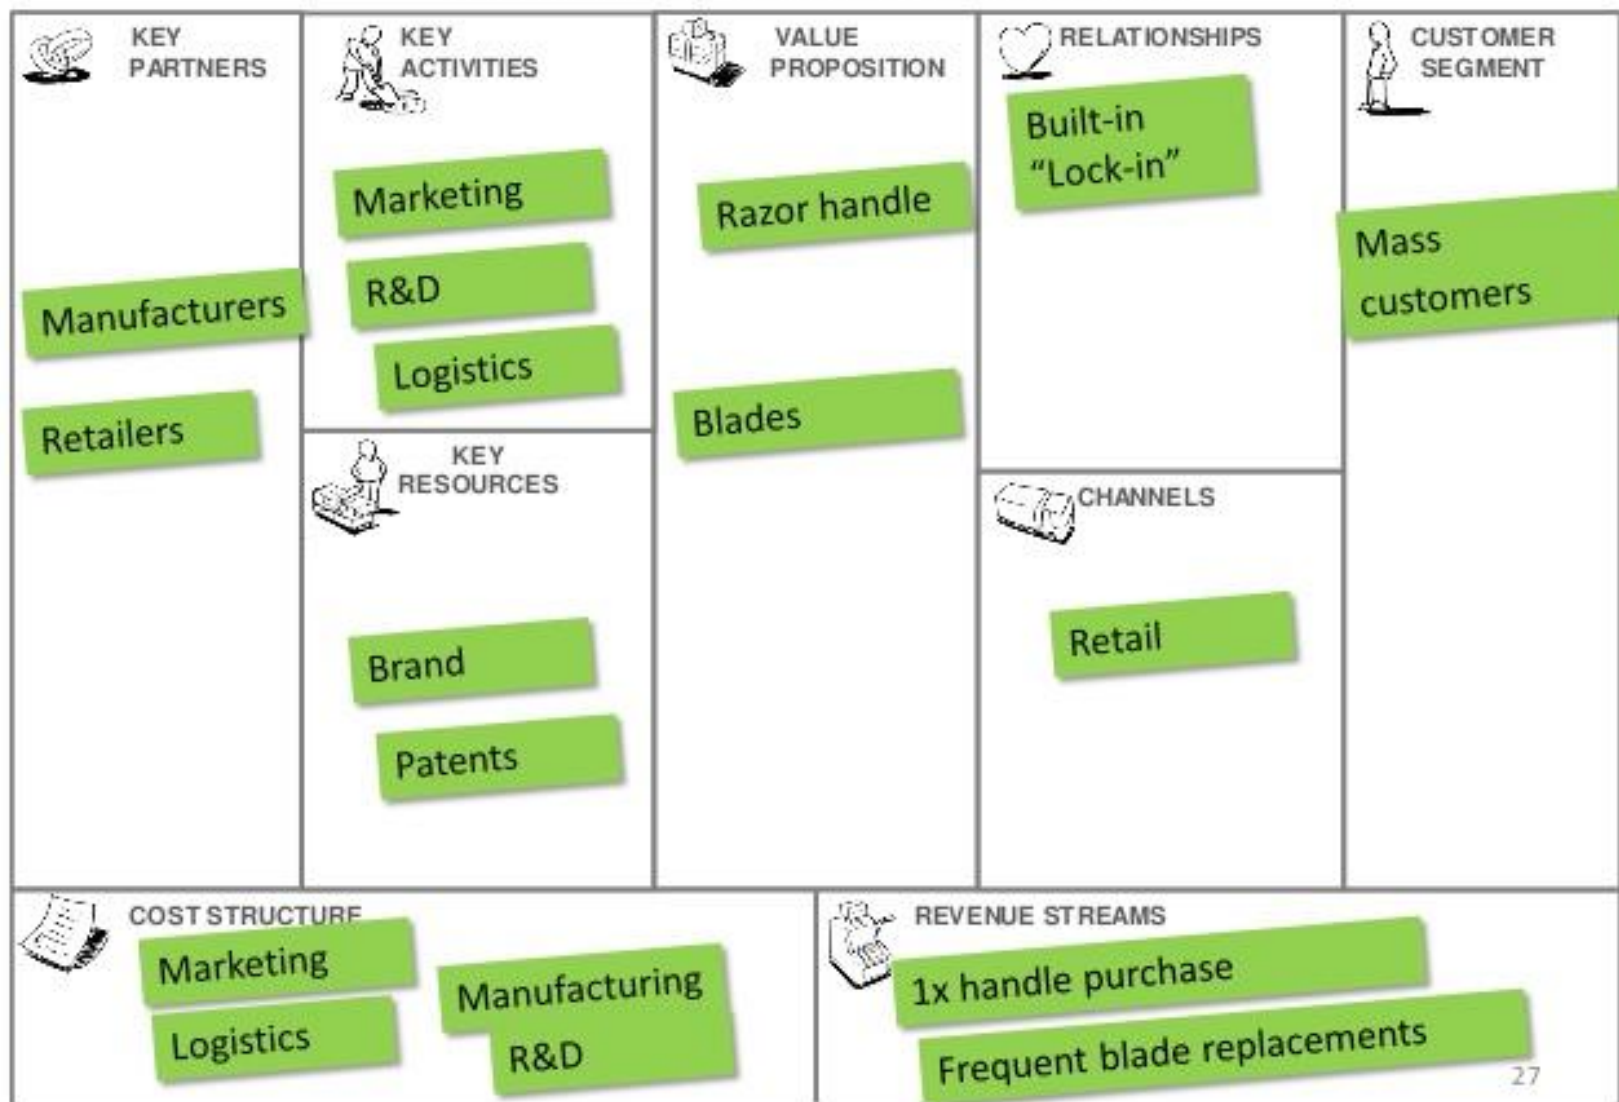 KEY
PARTNERS
Manufacturers
Retailers
KEY
ACTIVITIES
Marketing
R&D
Logistics
KEY
RESOURCES
Brand
Patents
VALUE
PROPOSITION
Razor handle
Blades
RELATIONSHIPS
Built-in
“Lock-in”
CHANNELS
Retail
CUSTOMER
SEGMENT
Mass
customers
COST STRUCTURE
Marketing
Logistics
Manufacturing
R&D
REVENUE STREAMS
1x handle purchase
Frequent blade replacements
27